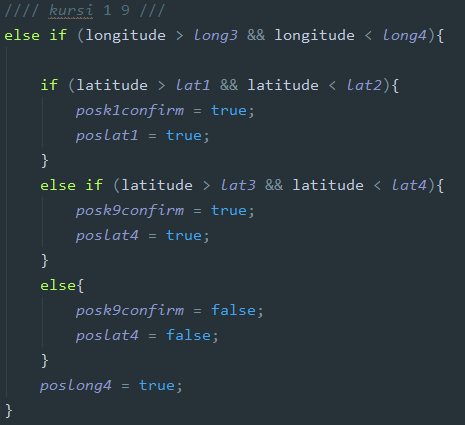 //// kursi 1 9 ///
else if (longitude > long3 && longitude < long4){
if (latitude > lat1 && latitude < lat2){
posk1confirm = true;
poslat1 = true;
}
else if (latitude > lat3 && latitude < lat4){
posk9confirm = true;
poslat4 = true;
}
else{
posk9confirm = false;
poslat4 = false;
}
poslong4 = true;
}